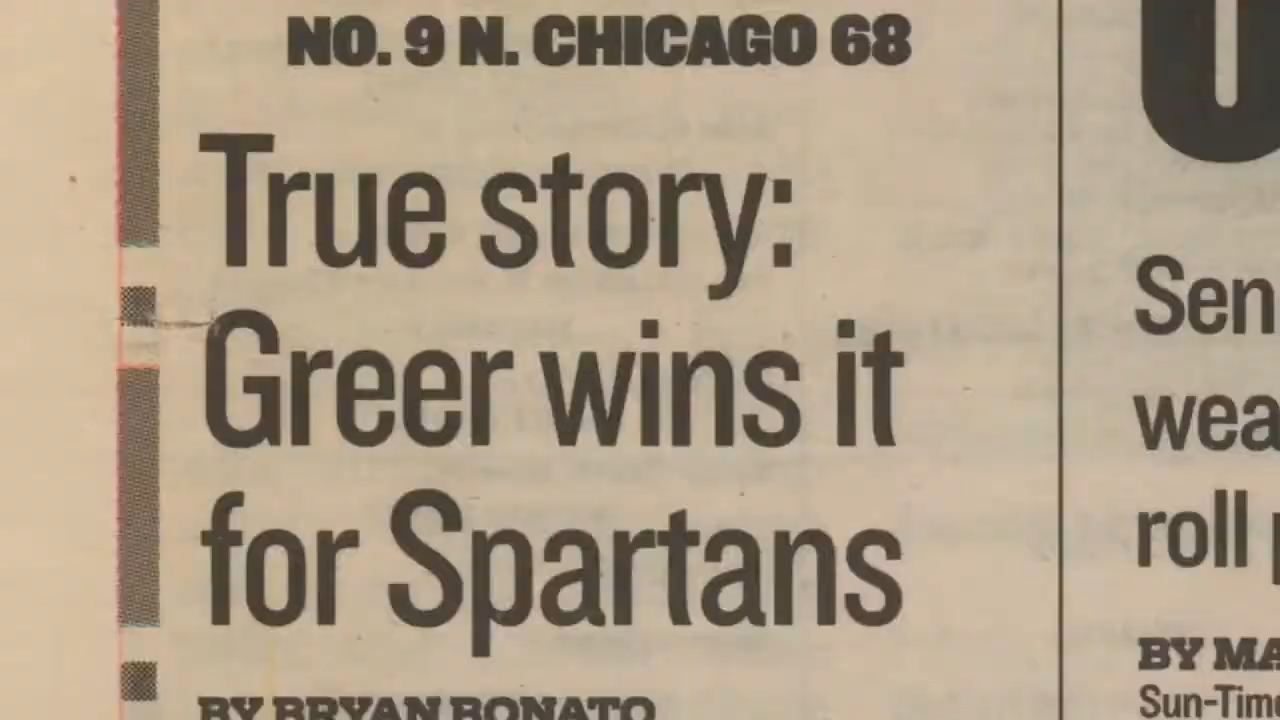 NO. 9 N. CHICAGO 68
True story:
Greer wins it
for Spartans
BY BRYAN BONATO
Sen
wea
roll
BY MA
Sun-Time